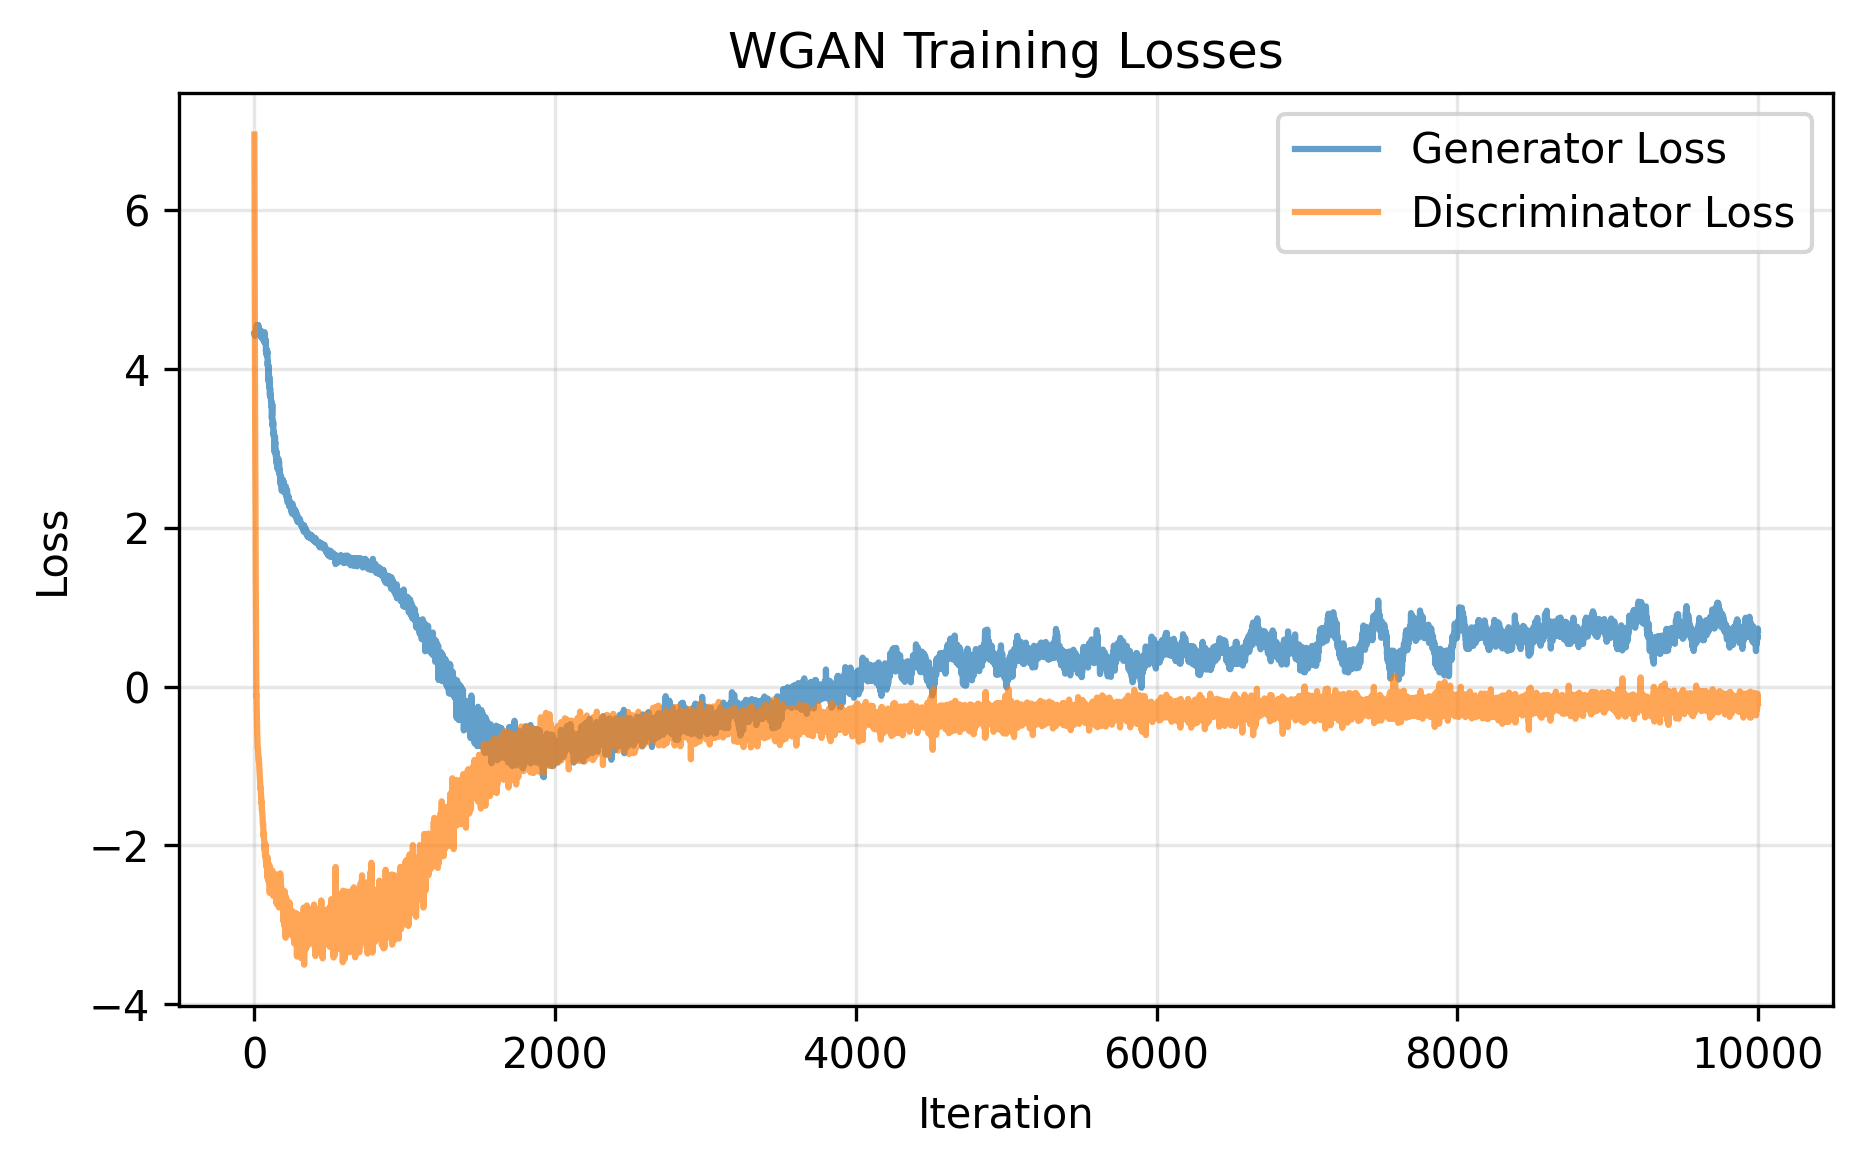 WGAN Training Losses
Generator Loss
Discriminator Loss
6
4
2
0
−2
−4
Loss
0 2000 4000 6000 8000 10000
Iteration